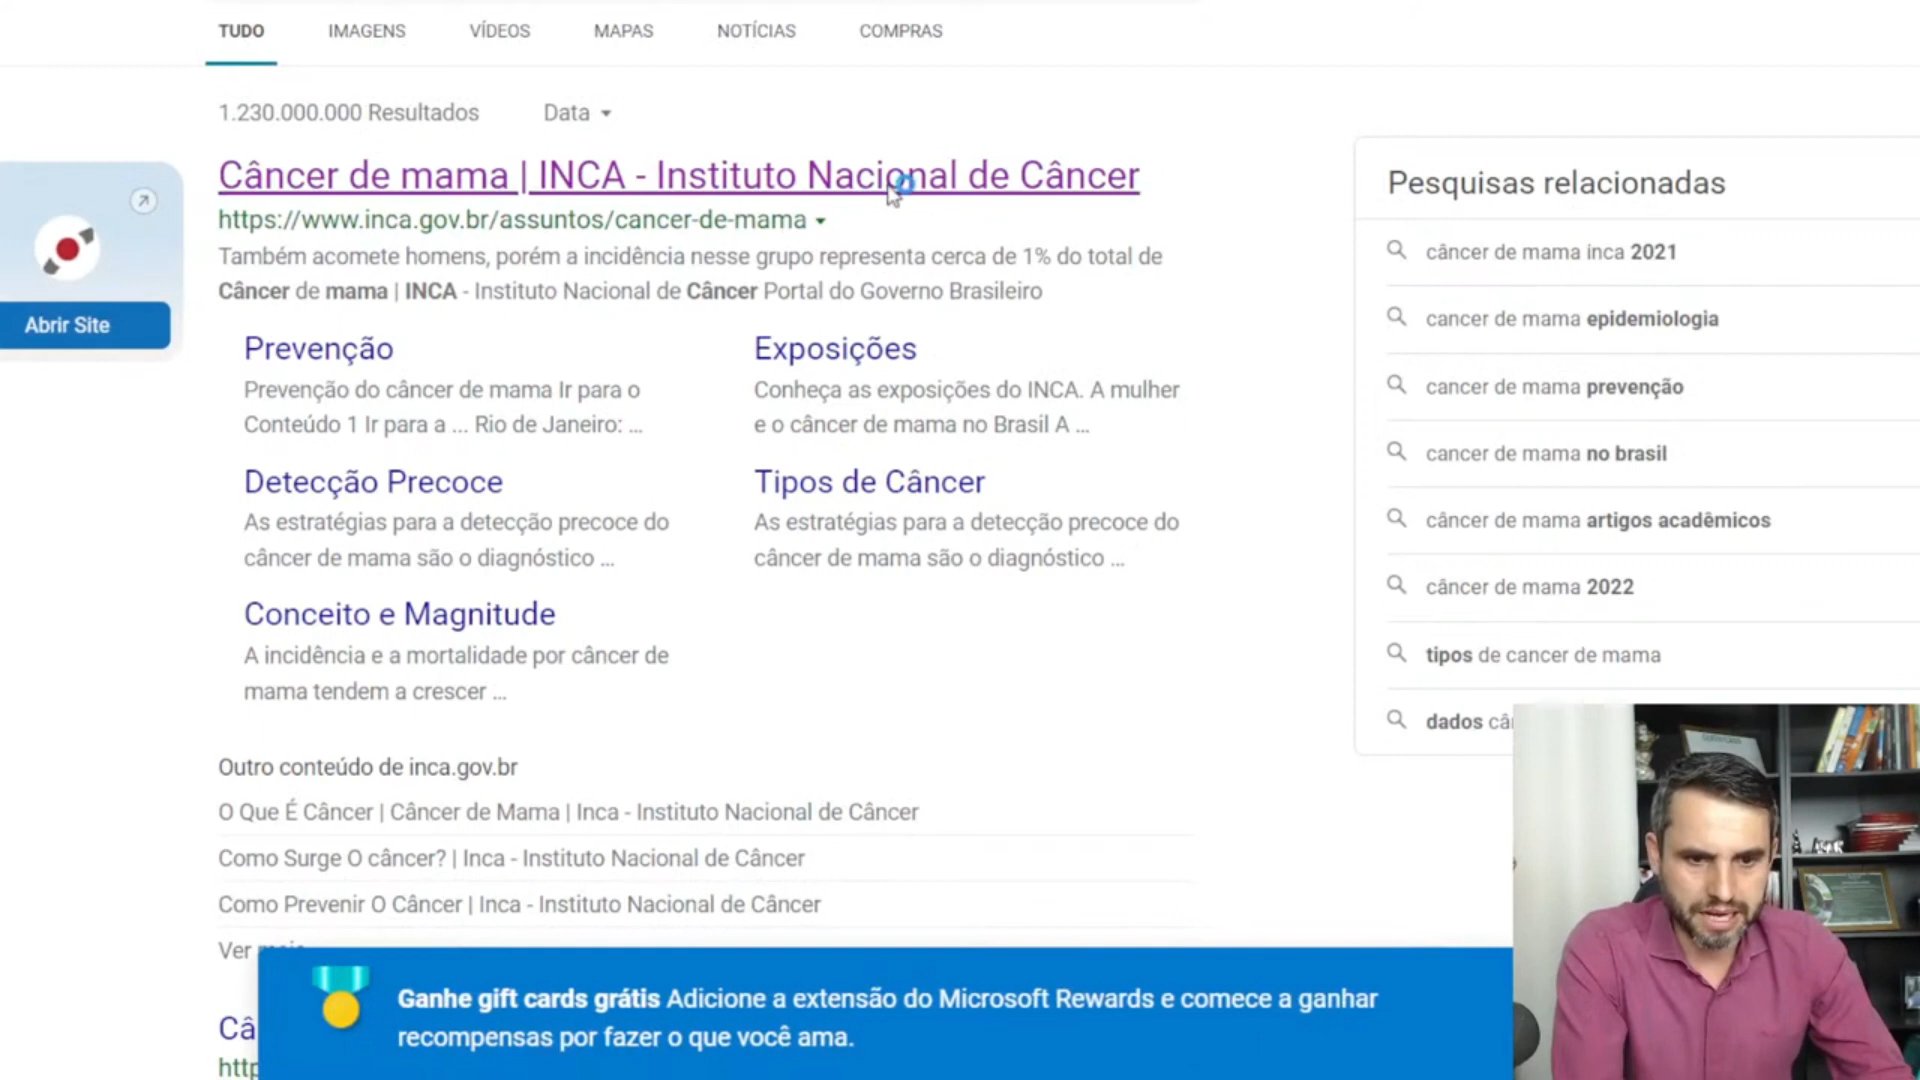 TUDO IMAGENS VÍDEOS MAPAS NOTÍCIAS COMPRAS
1.230.000.000 Resultados Data
Câncer de mama | INCA - Instituto Nacional de Câncer
https://www.inca.gov.br/assuntos/cancer-de-mama
Também acomete homens, porém a incidência nesse grupo representa cerca de 1% do total de
Câncer de mama | INCA - Instituto Nacional de Câncer Portal do Governo Brasileiro
Abrir Site
Prevenção
Prevenção do câncer de mama Ir para o
Conteúdo 1 Ir para a ... Rio de Janeiro: ...
Exposições
Conheça as exposições do INCA. A mulher
e o câncer de mama no Brasil A ...
Detecção Precoce
As estratégias para a detecção precoce do
câncer de mama são o diagnóstico ...
Tipos de Câncer
As estratégias para a detecção precoce do
câncer de mama são o diagnóstico ...
Conceito e Magnitude
A incidência e a mortalidade por câncer de
mama tendem a crescer ...
Outro conteúdo de inca.gov.br
O Que É Câncer | Câncer de Mama | Inca - Instituto Nacional de Câncer
Como Surge O câncer? | Inca - Instituto Nacional de Câncer
Como Prevenir O Câncer | Inca - Instituto Nacional de Câncer
Ver mais
Câ
http
Pesquisas relacionadas
câncer de mama inca 2021
cancer de mama epidemiologia
cancer de mama prevenção
cancer de mama no brasil
câncer de mama artigos acadêmicos
câncer de mama 2022
tipos de cancer de mama
dados câ
Ganhe gift cards grátis Adicione a extensão do Microsoft Rewards e comece a ganhar
recompensas por fazer o que você ama.